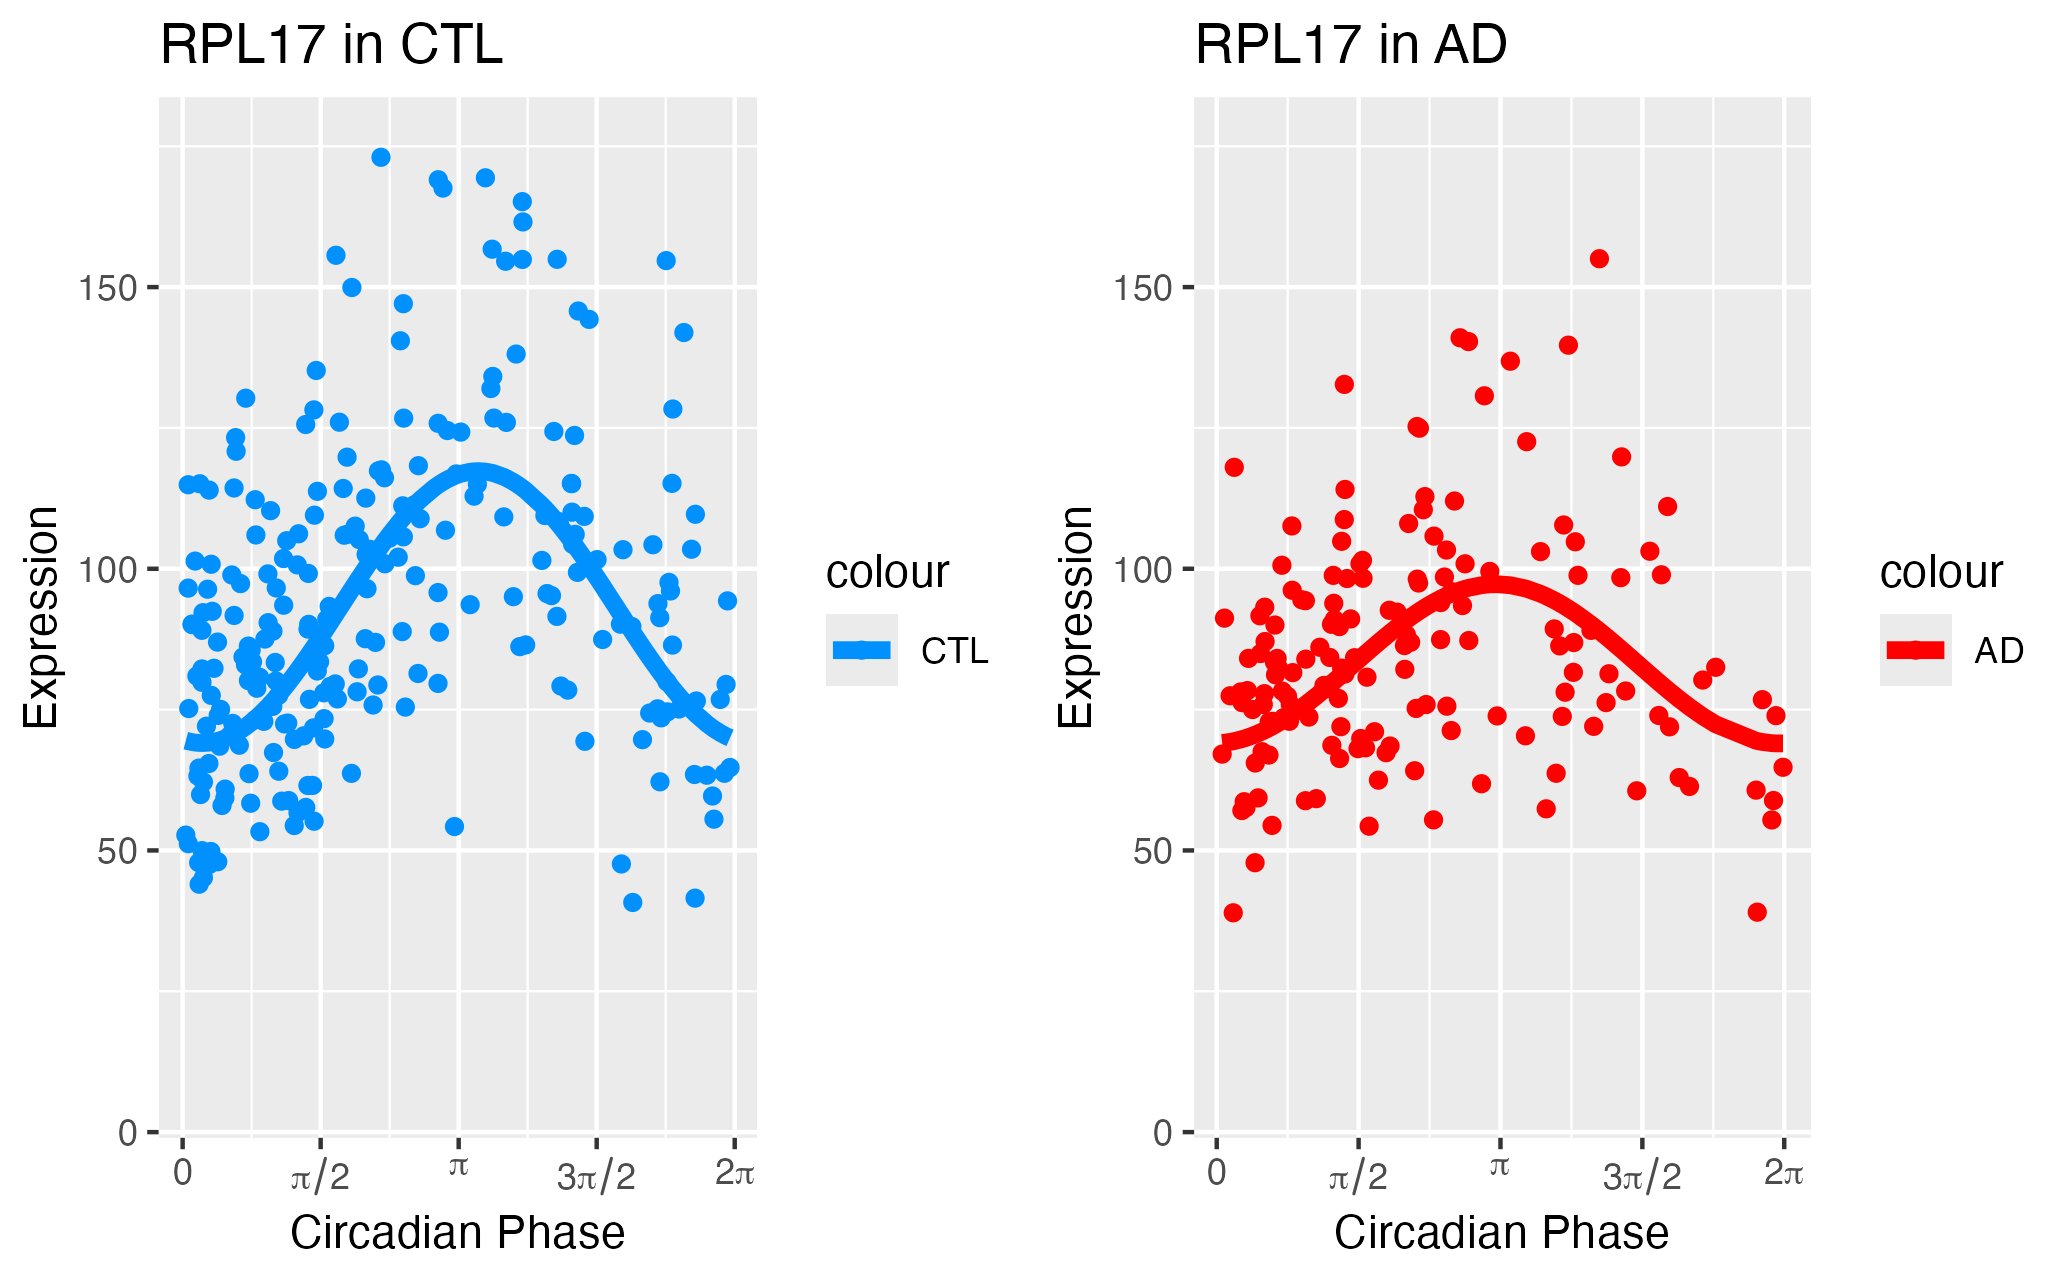 RPL17 in CTL
Expression
150
100
50
0
0 π/2 π 3π/2 2π
Circadian Phase
colour
CTL
RPL17 in AD
Expression
150
100
50
0
0 π/2 π 3π/2 2π
Circadian Phase
colour
AD